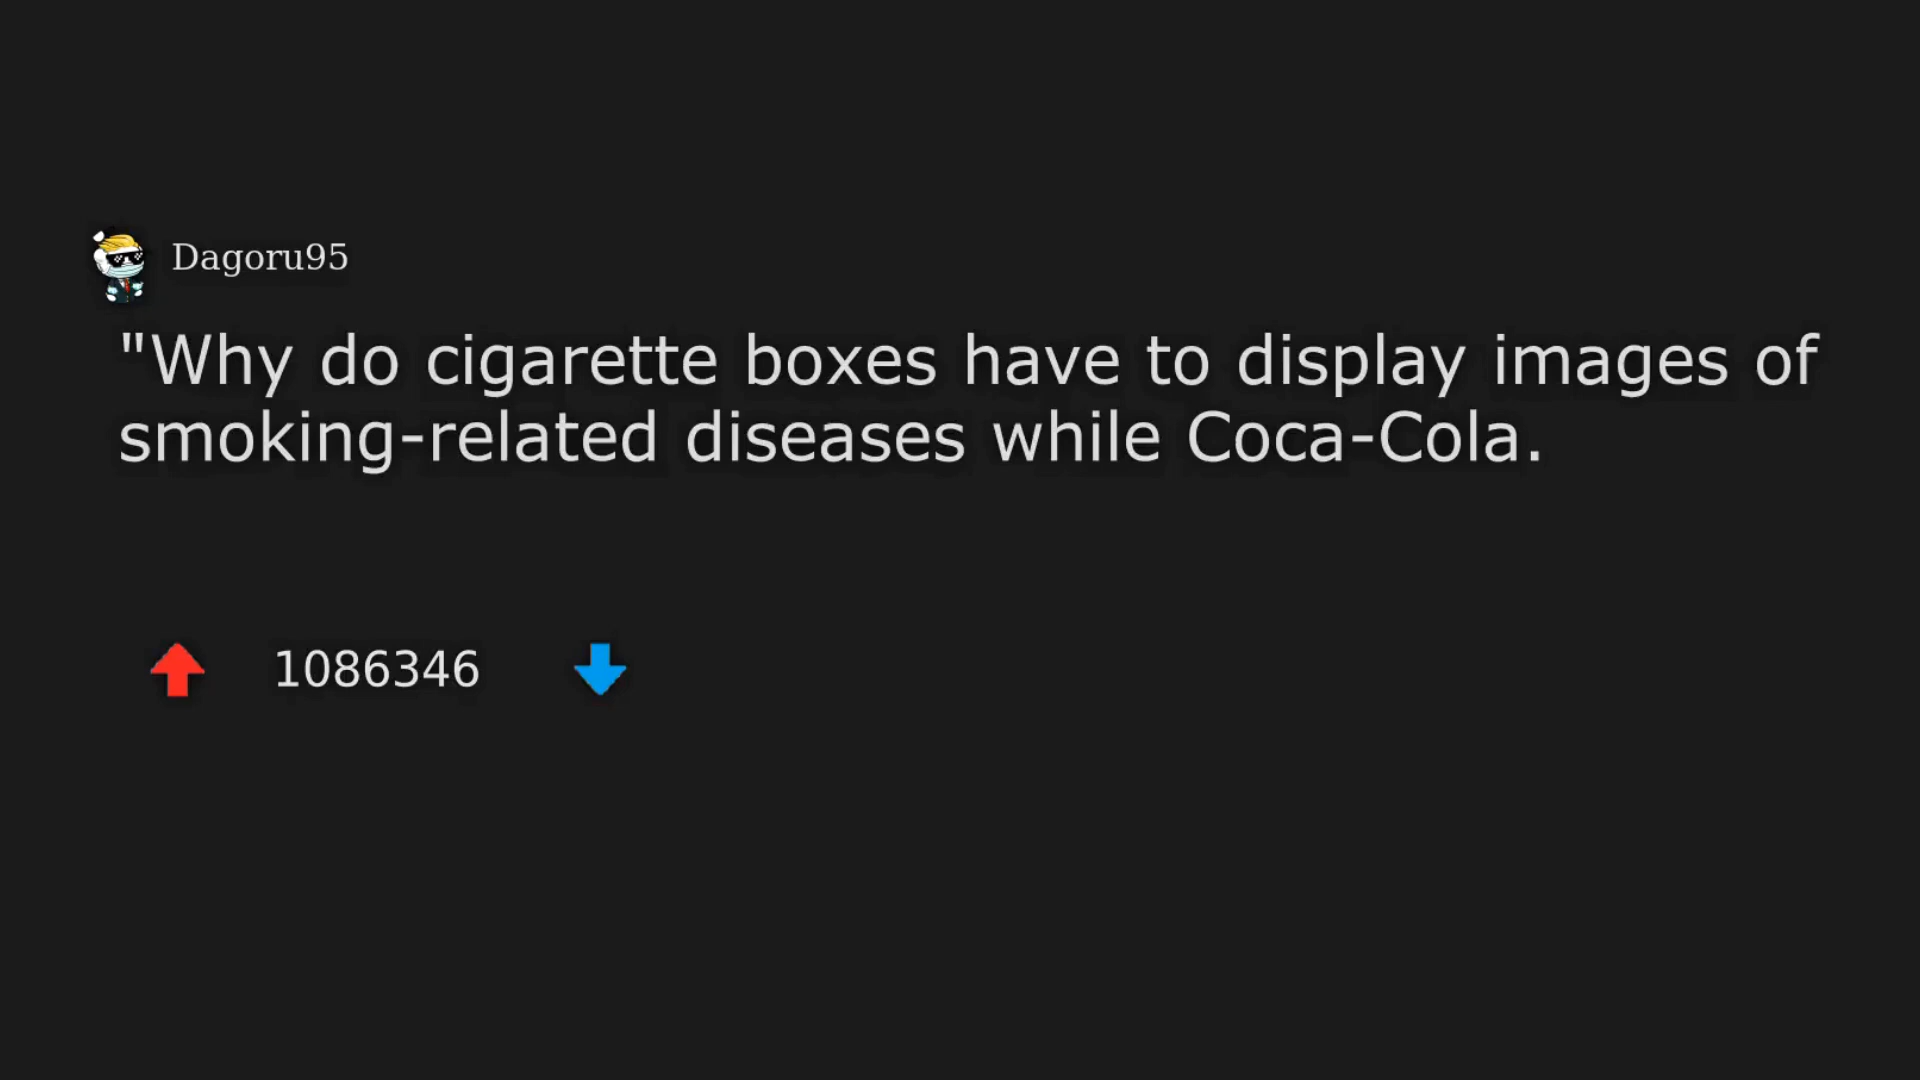 Dagoru95
"Why do cigarette boxes have to display images of
smoking-related diseases while Coca-Cola.
1086346